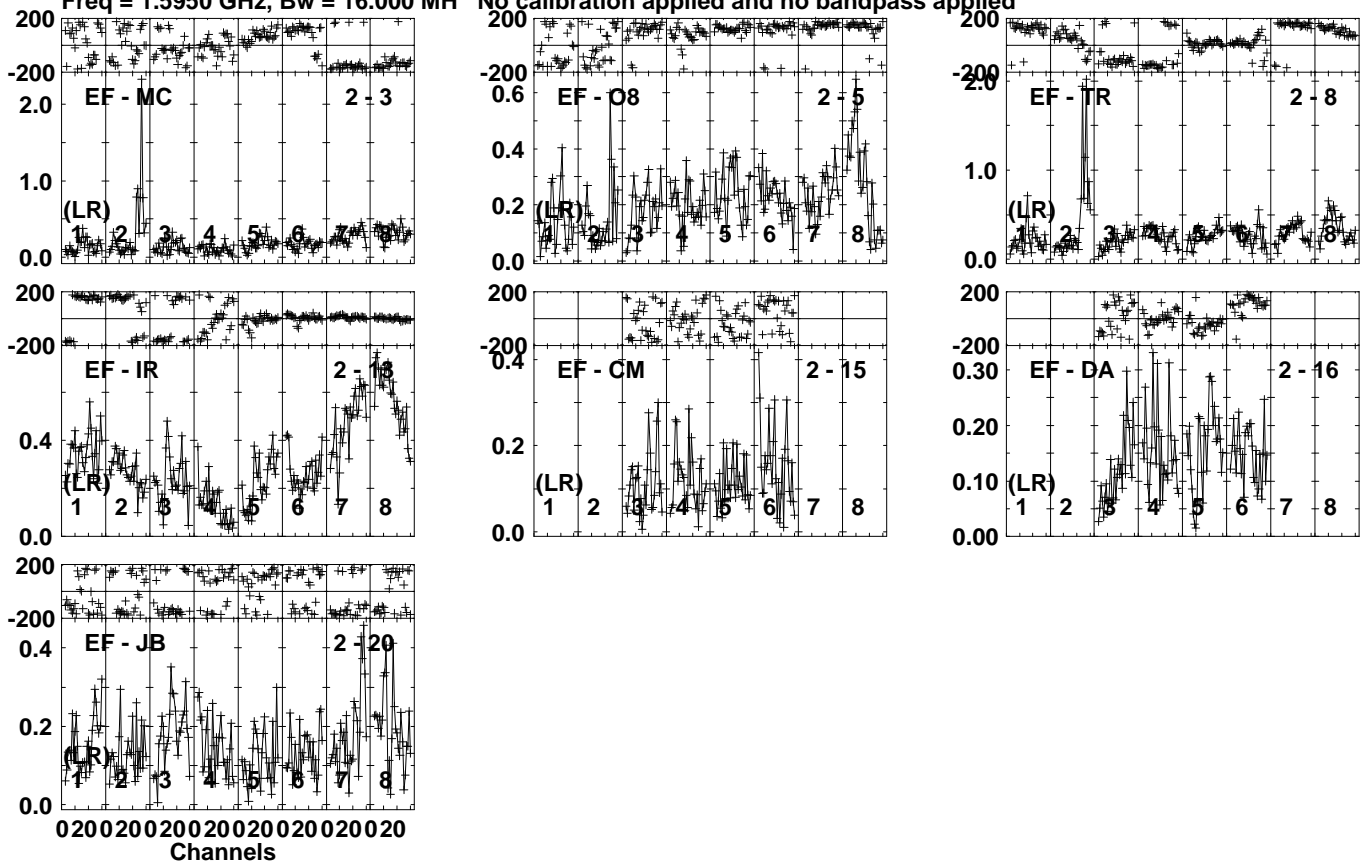 Freq = 1.5950 GHz, Bw = 16.000 MH No calibration applied and no bandpass applied
200
-200
EF - MC 2 - 3
2.0
1.0
0.0
(LR)
1 2 3 4 5 6 7 8
200
-200
EF - O8 2 - 5
0.6
0.4
0.2
0.0
(LR)
1 2 3 4 5 6 7 8
200
-200
EF - TR 2 - 8
2.0
1.0
0.0
(LR)
1 2 3 4 5 6 7 8
200
-200
EF - IR 2 - 13
0.4
0.0
(LR)
1 2 3 4 5 6 7 8
200
-200
EF - CM 2 - 15
0.4
0.2
0.0
(LR)
1 2 3 4 5 6 7 8
200
-200
EF - DA 2 - 16
0.30
0.20
0.10
0.00
(LR)
1 2 3 4 5 6 7 8
200
-200
EF - JB 2 - 20
0.4
0.2
0.0
(LR)
1 2 3 4 5 6 7 8
0 20 0 20 0 20 0 20 0 20 0 20 0 20 0 20
Channels